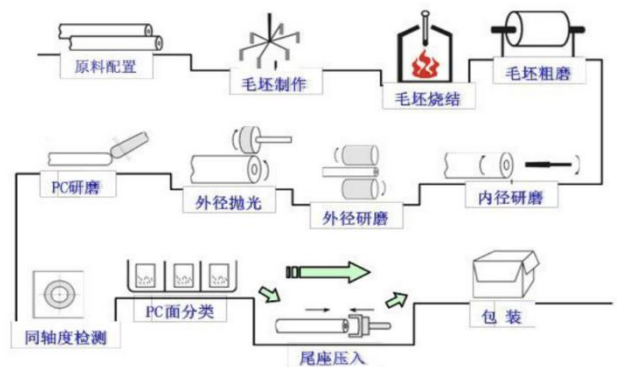 原料配置
毛坯制作
毛坯烧结
毛坯粗磨
PC研磨
外径抛光
外径研磨
内径研磨
同轴度检测
PC面分类
尾座压入
包 装